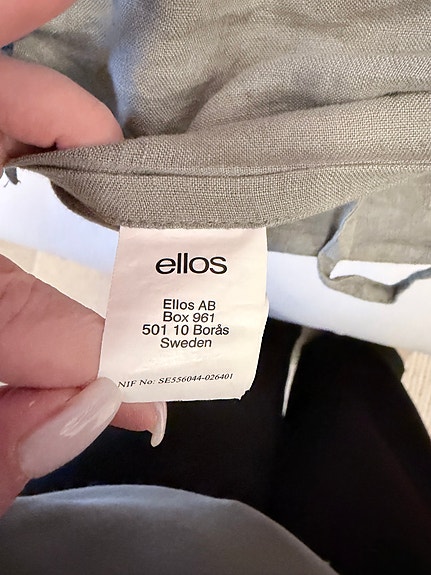 ellos
Ellos AB
Box 961
501 10 Borås
Sweden
NIF No: SE556044-026401